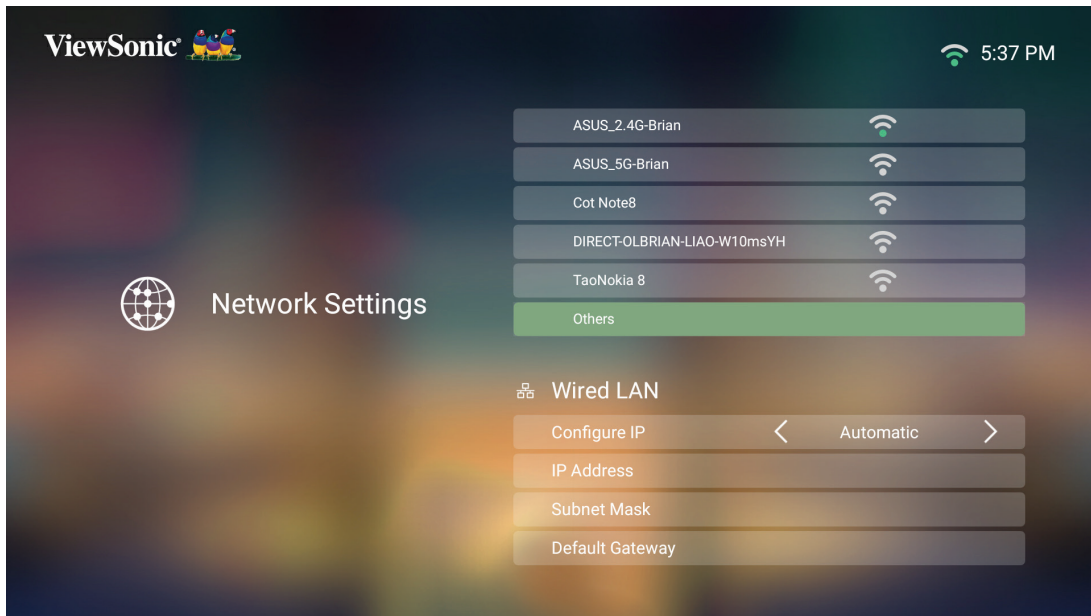 ViewSonic®
5:37 PM
ASUS_2.4G-Brian
ASUS_5G-Brian
Cot Note8
DIRECT-OLBRIAN-LIAO-W10msYH
TaoNokia 8
Network Settings
Others
Wired LAN
Configure IP Automatic
IP Address
Subnet Mask
Default Gateway